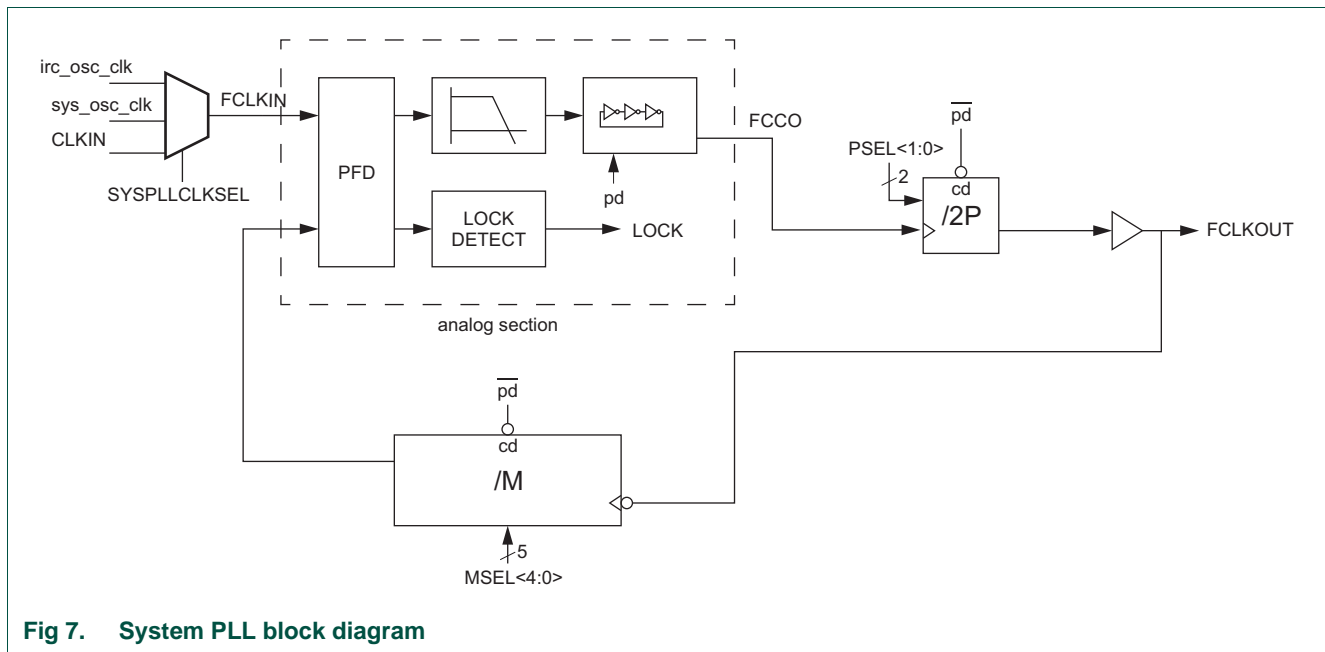 irc_osc_clk
sys_osc_clk
CLKIN
SYSPLLCLKSEL
FCLKIN
PFD
LOCK
DETECT
LOCK
pd
FCCO
analog section
PSEL<1:0>
2
pd
cd
/2P
FCLKOUT
pd
cd
/M
5
MSEL<4:0>
Fig 7. System PLL block diagram